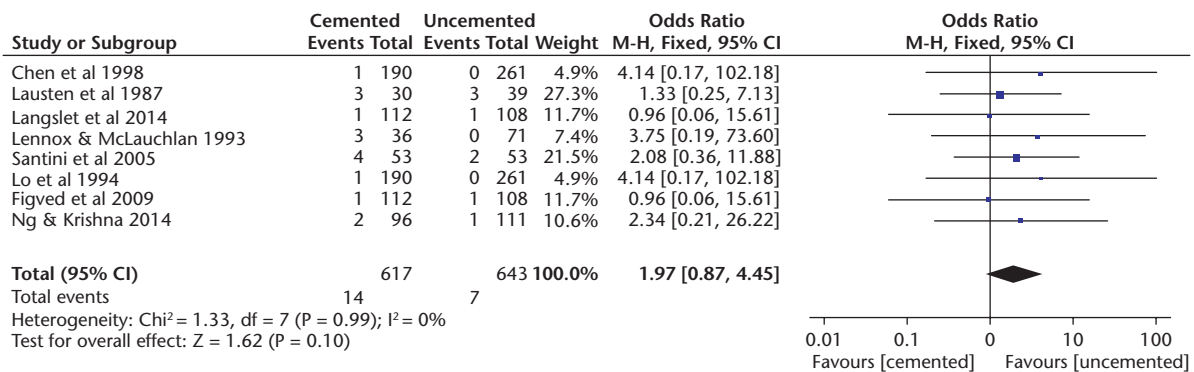 Cemented Uncemented Odds Ratio Odds Ratio
Study or Subgroup Events Total Events Total Weight M-H, Fixed, 95% CI M-H, Fixed, 95% CI
Chen et al 1998 1 190 0 261 4.9% 4.14 [0.17, 102.18]
Lausten et al 1987 3 30 3 39 27.3% 1.33 [0.25, 7.13]
Langslet et al 2014 1 112 1 108 11.7% 0.96 [0.06, 15.61]
Lennox & McLauchlan 1993 3 36 0 71 7.4% 3.75 [0.19, 73.60]
Santini et al 2005 4 53 2 53 21.5% 2.08 [0.36, 11.88]
Lo et al 1994 1 190 0 261 4.9% 4.14 [0.17, 102.18]
Figved et al 2009 1 112 1 108 11.7% 0.96 [0.06, 15.61]
Ng & Krishna 2014 2 96 1 111 10.6% 2.34 [0.21, 26.22]
Total (95% CI) 617 643 100.0% 1.97 [0.87, 4.45]
Total events 14 7
Heterogeneity: Chi² = 1.33, df = 7 (P = 0.99); I² = 0%
Test for overall effect: Z = 1.62 (P = 0.10)
0.01 0.1 0 10 100
Favours [cemented] Favours [uncemented]